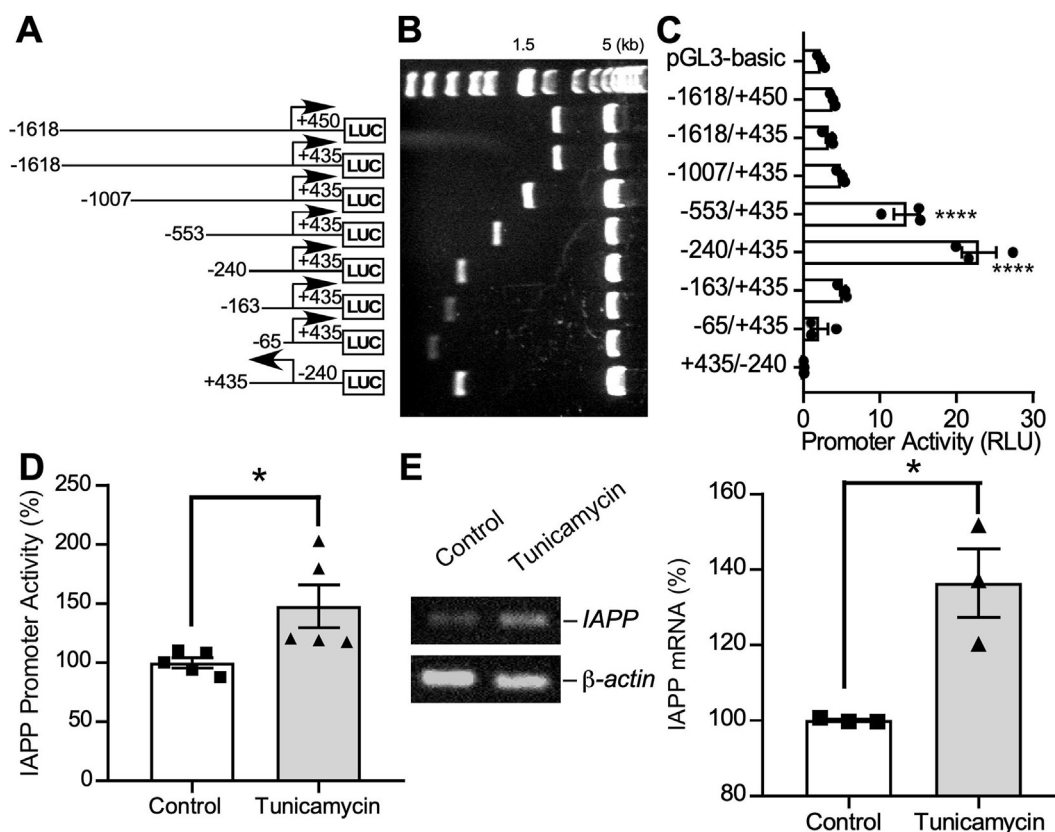 A
-1618
+450
LUC
-1618
+435
LUC
-1007
+435
LUC
-553
+435
LUC
-240
+435
LUC
-163
+435
LUC
-65
+435
LUC
+435
-240
LUC
B
1.5 5 (kb)
C
pGL3-basic
-1618/+450
-1618/+435
-1007/+435
-553/+435
****
-240/+435
****
-163/+435
-65/+435
+435/-240
0 10 20 30
Promoter Activity (RLU)
D
IAPP Promoter Activity (%)
250
200
150
100
50
0
*
Control Tunicamycin
E
Control Tunicamycin
IAPP
β-actin
IAPP mRNA (%)
160
140
120
100
80
*
Control Tunicamycin